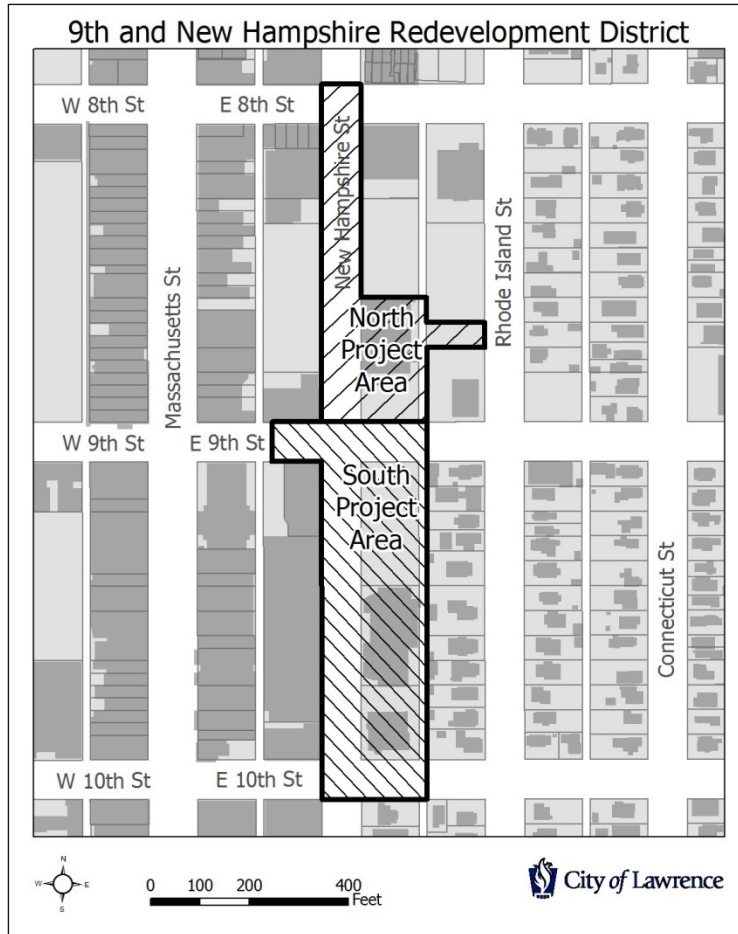 9th and New Hampshire Redevelopment District
W 8th St
E 8th St
New Hampshire St
Massachusetts St
Rhode Island St
North
Project
Area
W 9th St
E 9th St
South
Project
Area
Connecticut St
W 10th St
E 10th St
N
W
E
S
0
100
200
400
Feet
City of Lawrence